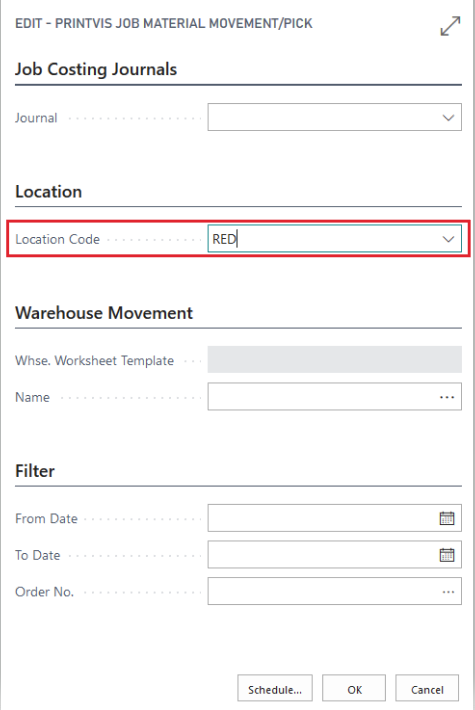 EDIT - PRINTVIS JOB MATERIAL MOVEMENT/PICK
Job Costing Journals
Journal
Location
Location Code RED
Warehouse Movement
Whse. Worksheet Template
Name
Filter
From Date
To Date
Order No.
Schedule... OK Cancel